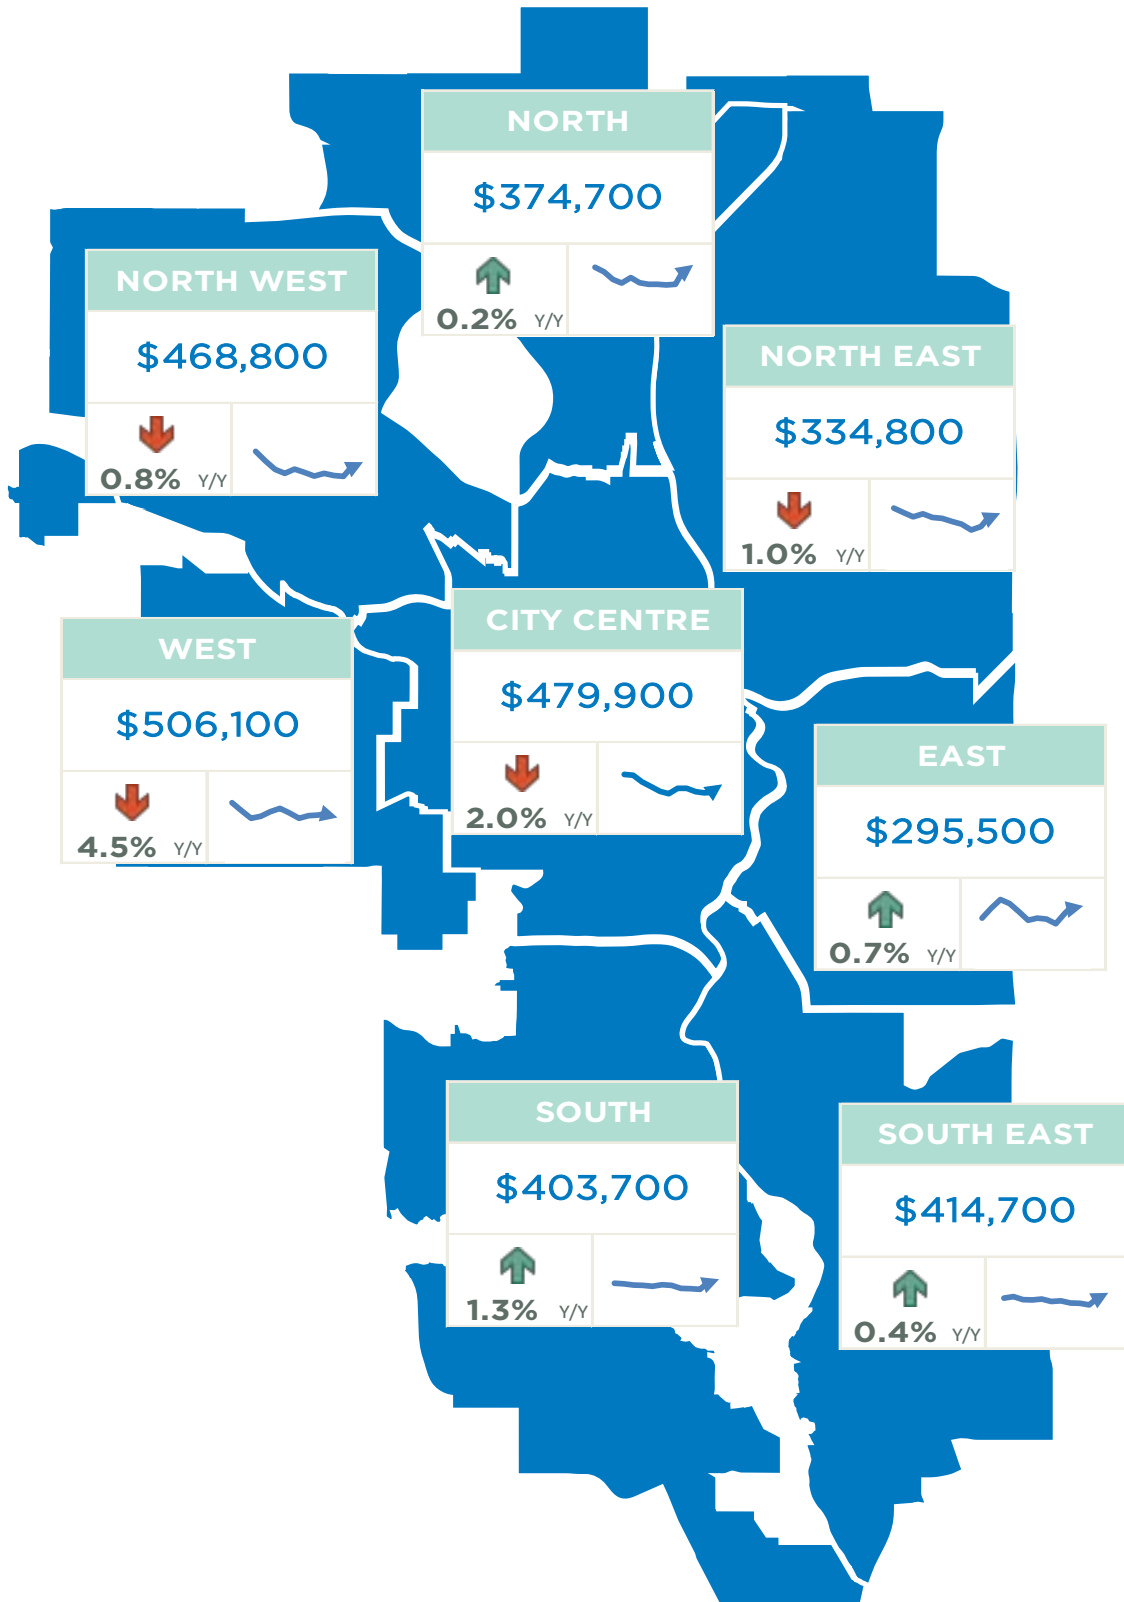 NORTH
$374,700
0.2% Y/Y
NORTH WEST
$468,800
0.8% Y/Y
NORTH EAST
$334,800
1.0% Y/Y
CITY CENTRE
$479,900
2.0% Y/Y
WEST
$506,100
4.5% Y/Y
EAST
$295,500
0.7% Y/Y
SOUTH
$403,700
1.3% Y/Y
SOUTH EAST
$414,700
0.4% Y/Y